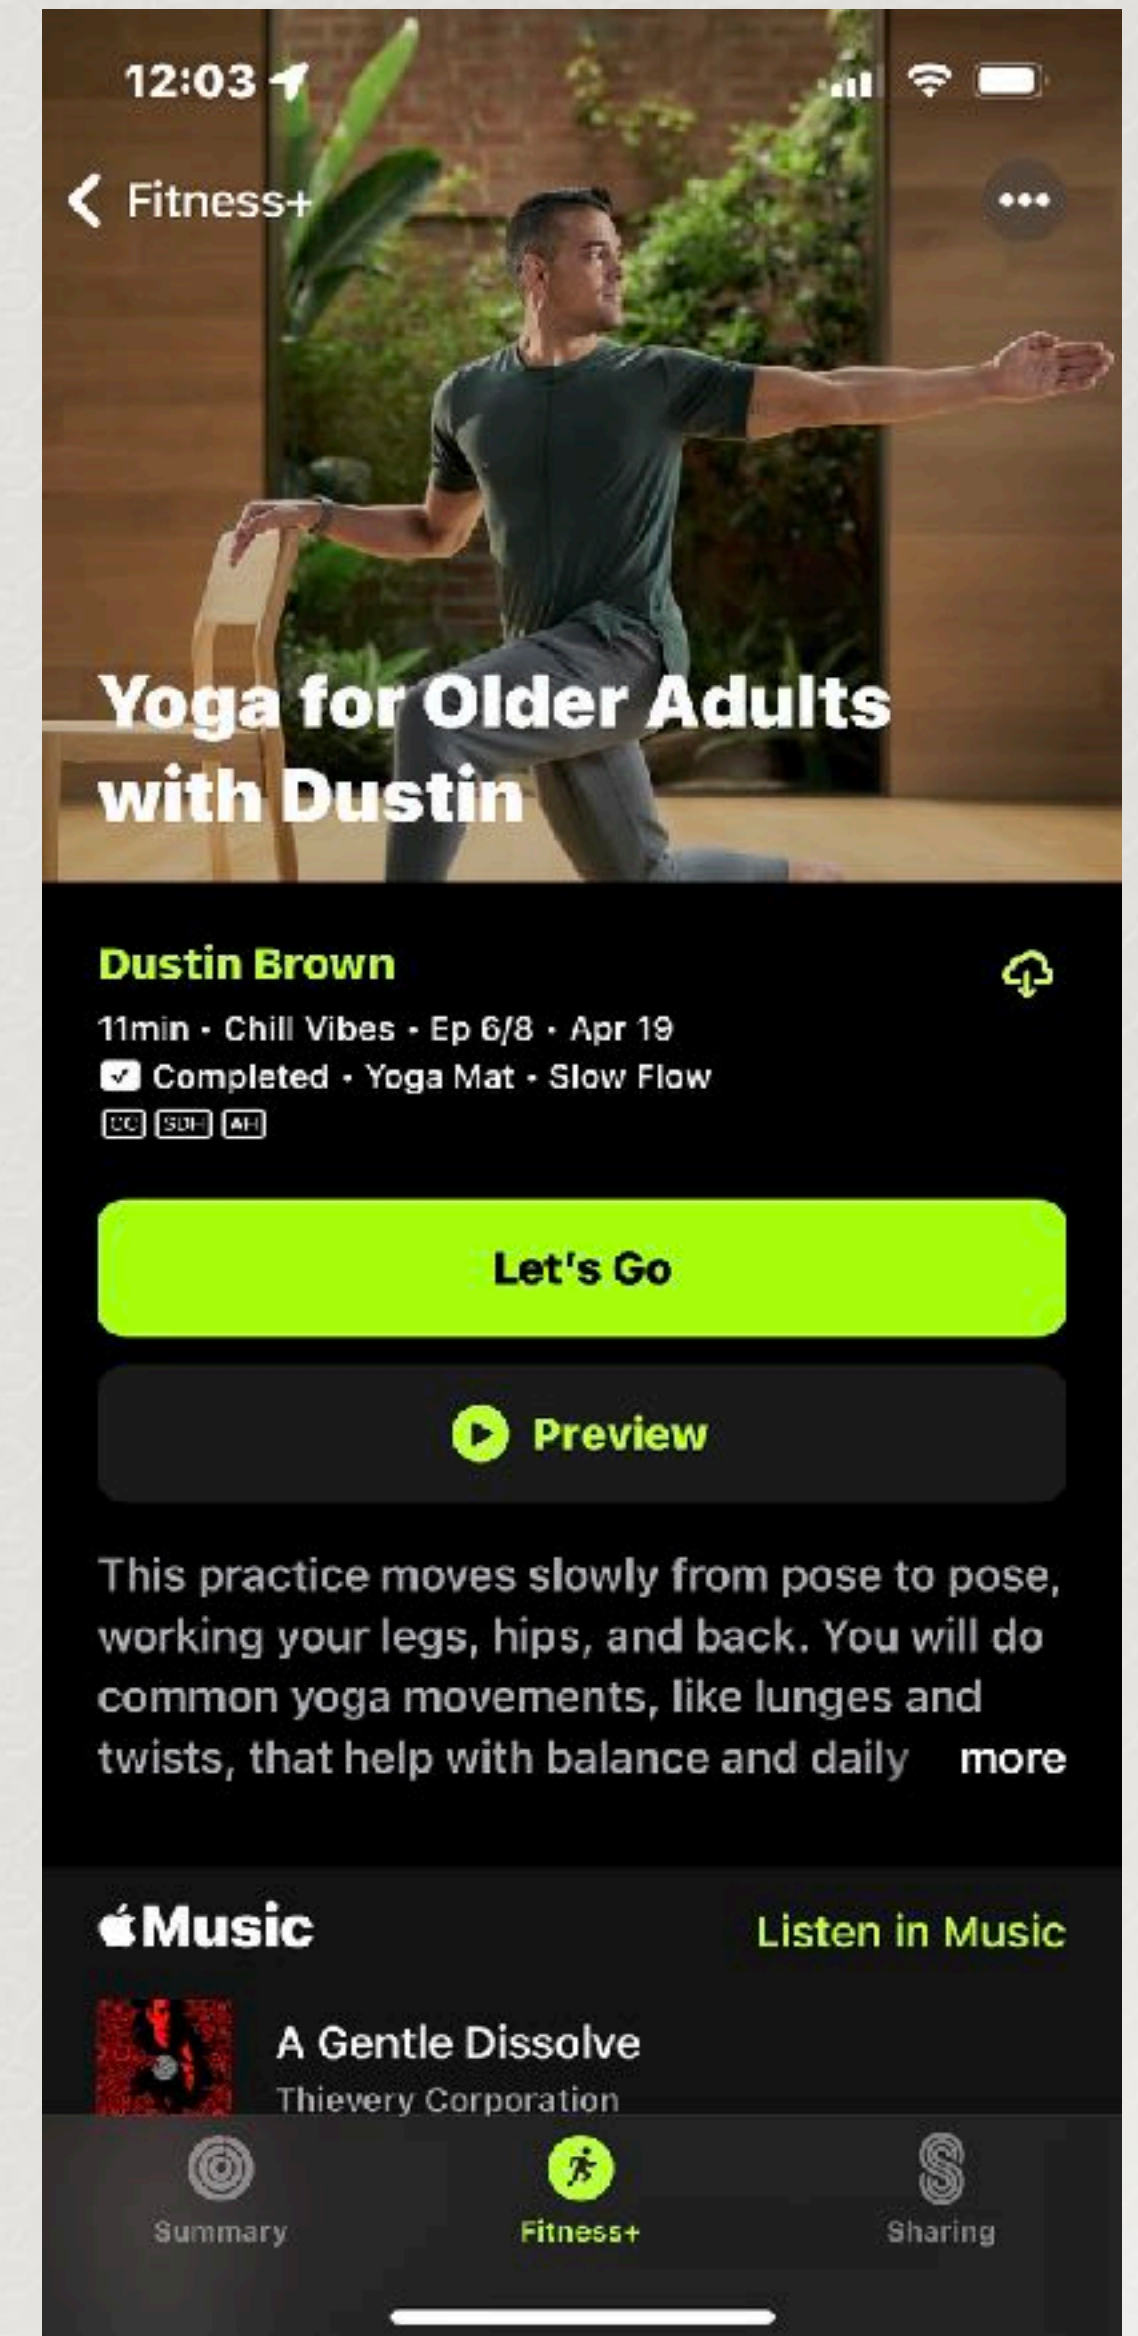 12:03
Fitness+
Yoga for Older Adults
with Dustin
Dustin Brown
11min • Chill Vibes • Ep 6/8 • Apr 19
Completed • Yoga Mat • Slow Flow
CC SDH AH
Let's Go
Preview
This practice moves slowly from pose to pose,
working your legs, hips, and back. You will do
common yoga movements, like lunges and
twists, that help with balance and daily more
Music
Listen in Music
A Gentle Dissolve
Thievery Corporation
Summary
Fitness+
Sharing